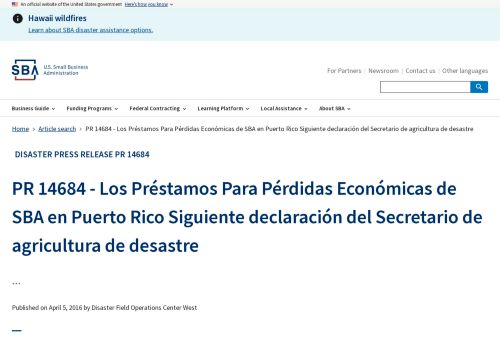 An official website of the United States government Here's how you know
Hawaii wildfires
Learn about SBA disaster assistance options.
SBA U.S. Small Business
Administration
For Partners | Newsroom | Contact us | Other languages
Business Guide Funding Programs Federal Contracting Learning Platform Local Assistance About SBA
Home > Article search > PR 14684 - Los Préstamos Para Pérdidas Económicas de SBA en Puerto Rico Siguiente declaración del Secretario de agricultura de desastre
DISASTER PRESS RELEASE PR 14684
PR 14684 - Los Préstamos Para Pérdidas Económicas de
SBA en Puerto Rico Siguiente declaración del Secretario de
agricultura de desastre
...
Published on April 5, 2016 by Disaster Field Operations Center West